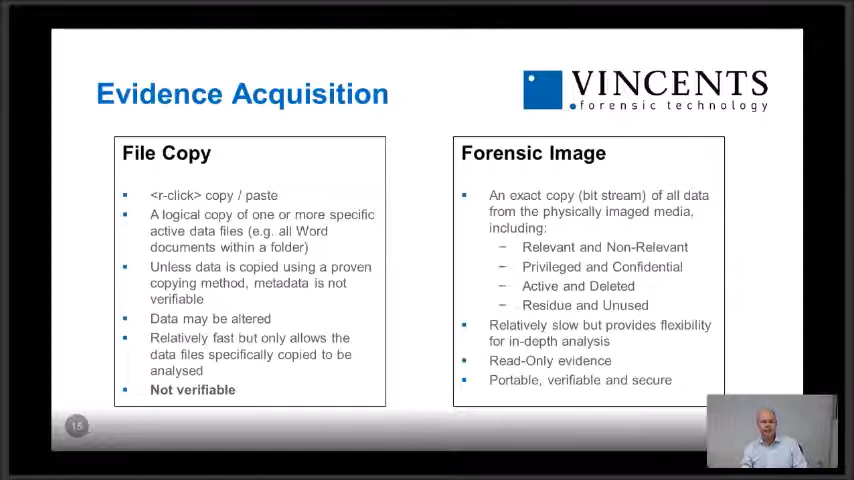 Evidence Acquisition
VINCENTS
forensic technology
File Copy
<r-click> copy / paste
A logical copy of one or more specific
active data files (e.g. all Word
documents within a folder)
Unless data is copied using a proven
copying method, metadata is not
verifiable
Data may be altered
Relatively fast but only allows the
data files specifically copied to be
analysed
Not verifiable
Forensic Image
An exact copy (bit stream) of all data
from the physically imaged media,
including:
– Relevant and Non-Relevant
– Privileged and Confidential
– Active and Deleted
– Residue and Unused
Relatively slow but provides flexibility
for in-depth analysis
Read-Only evidence
Portable, verifiable and secure
15